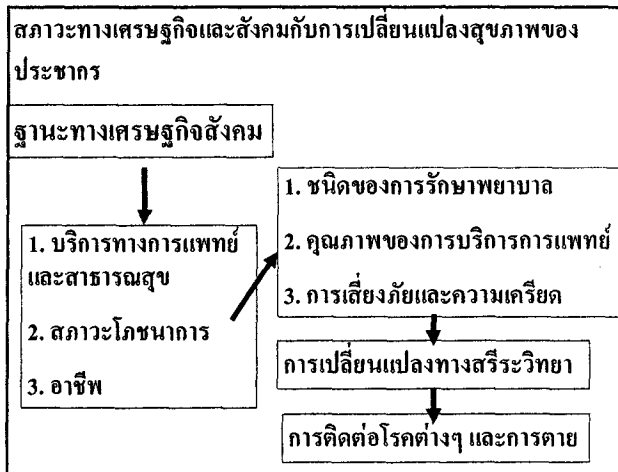 สภาวะทางเศรษฐกิจและสังคมกับการเปลี่ยนแปลงสุขภาพของ
ประชากร
ฐานะทางเศรษฐกิจสังคม
1. บริการทางการแพทย์
และสาธารณสุข
2. สภาวะโภชนาการ
3. อาชีพ
1. ชนิดของการรักษาพยาบาล
2. คุณภาพของการบริการการแพทย์
3. การเสี่ยงภัยและความเครียด
การเปลี่ยนแปลงทางสรีระวิทยา
การติดต่อโรคต่างๆ และการตาย